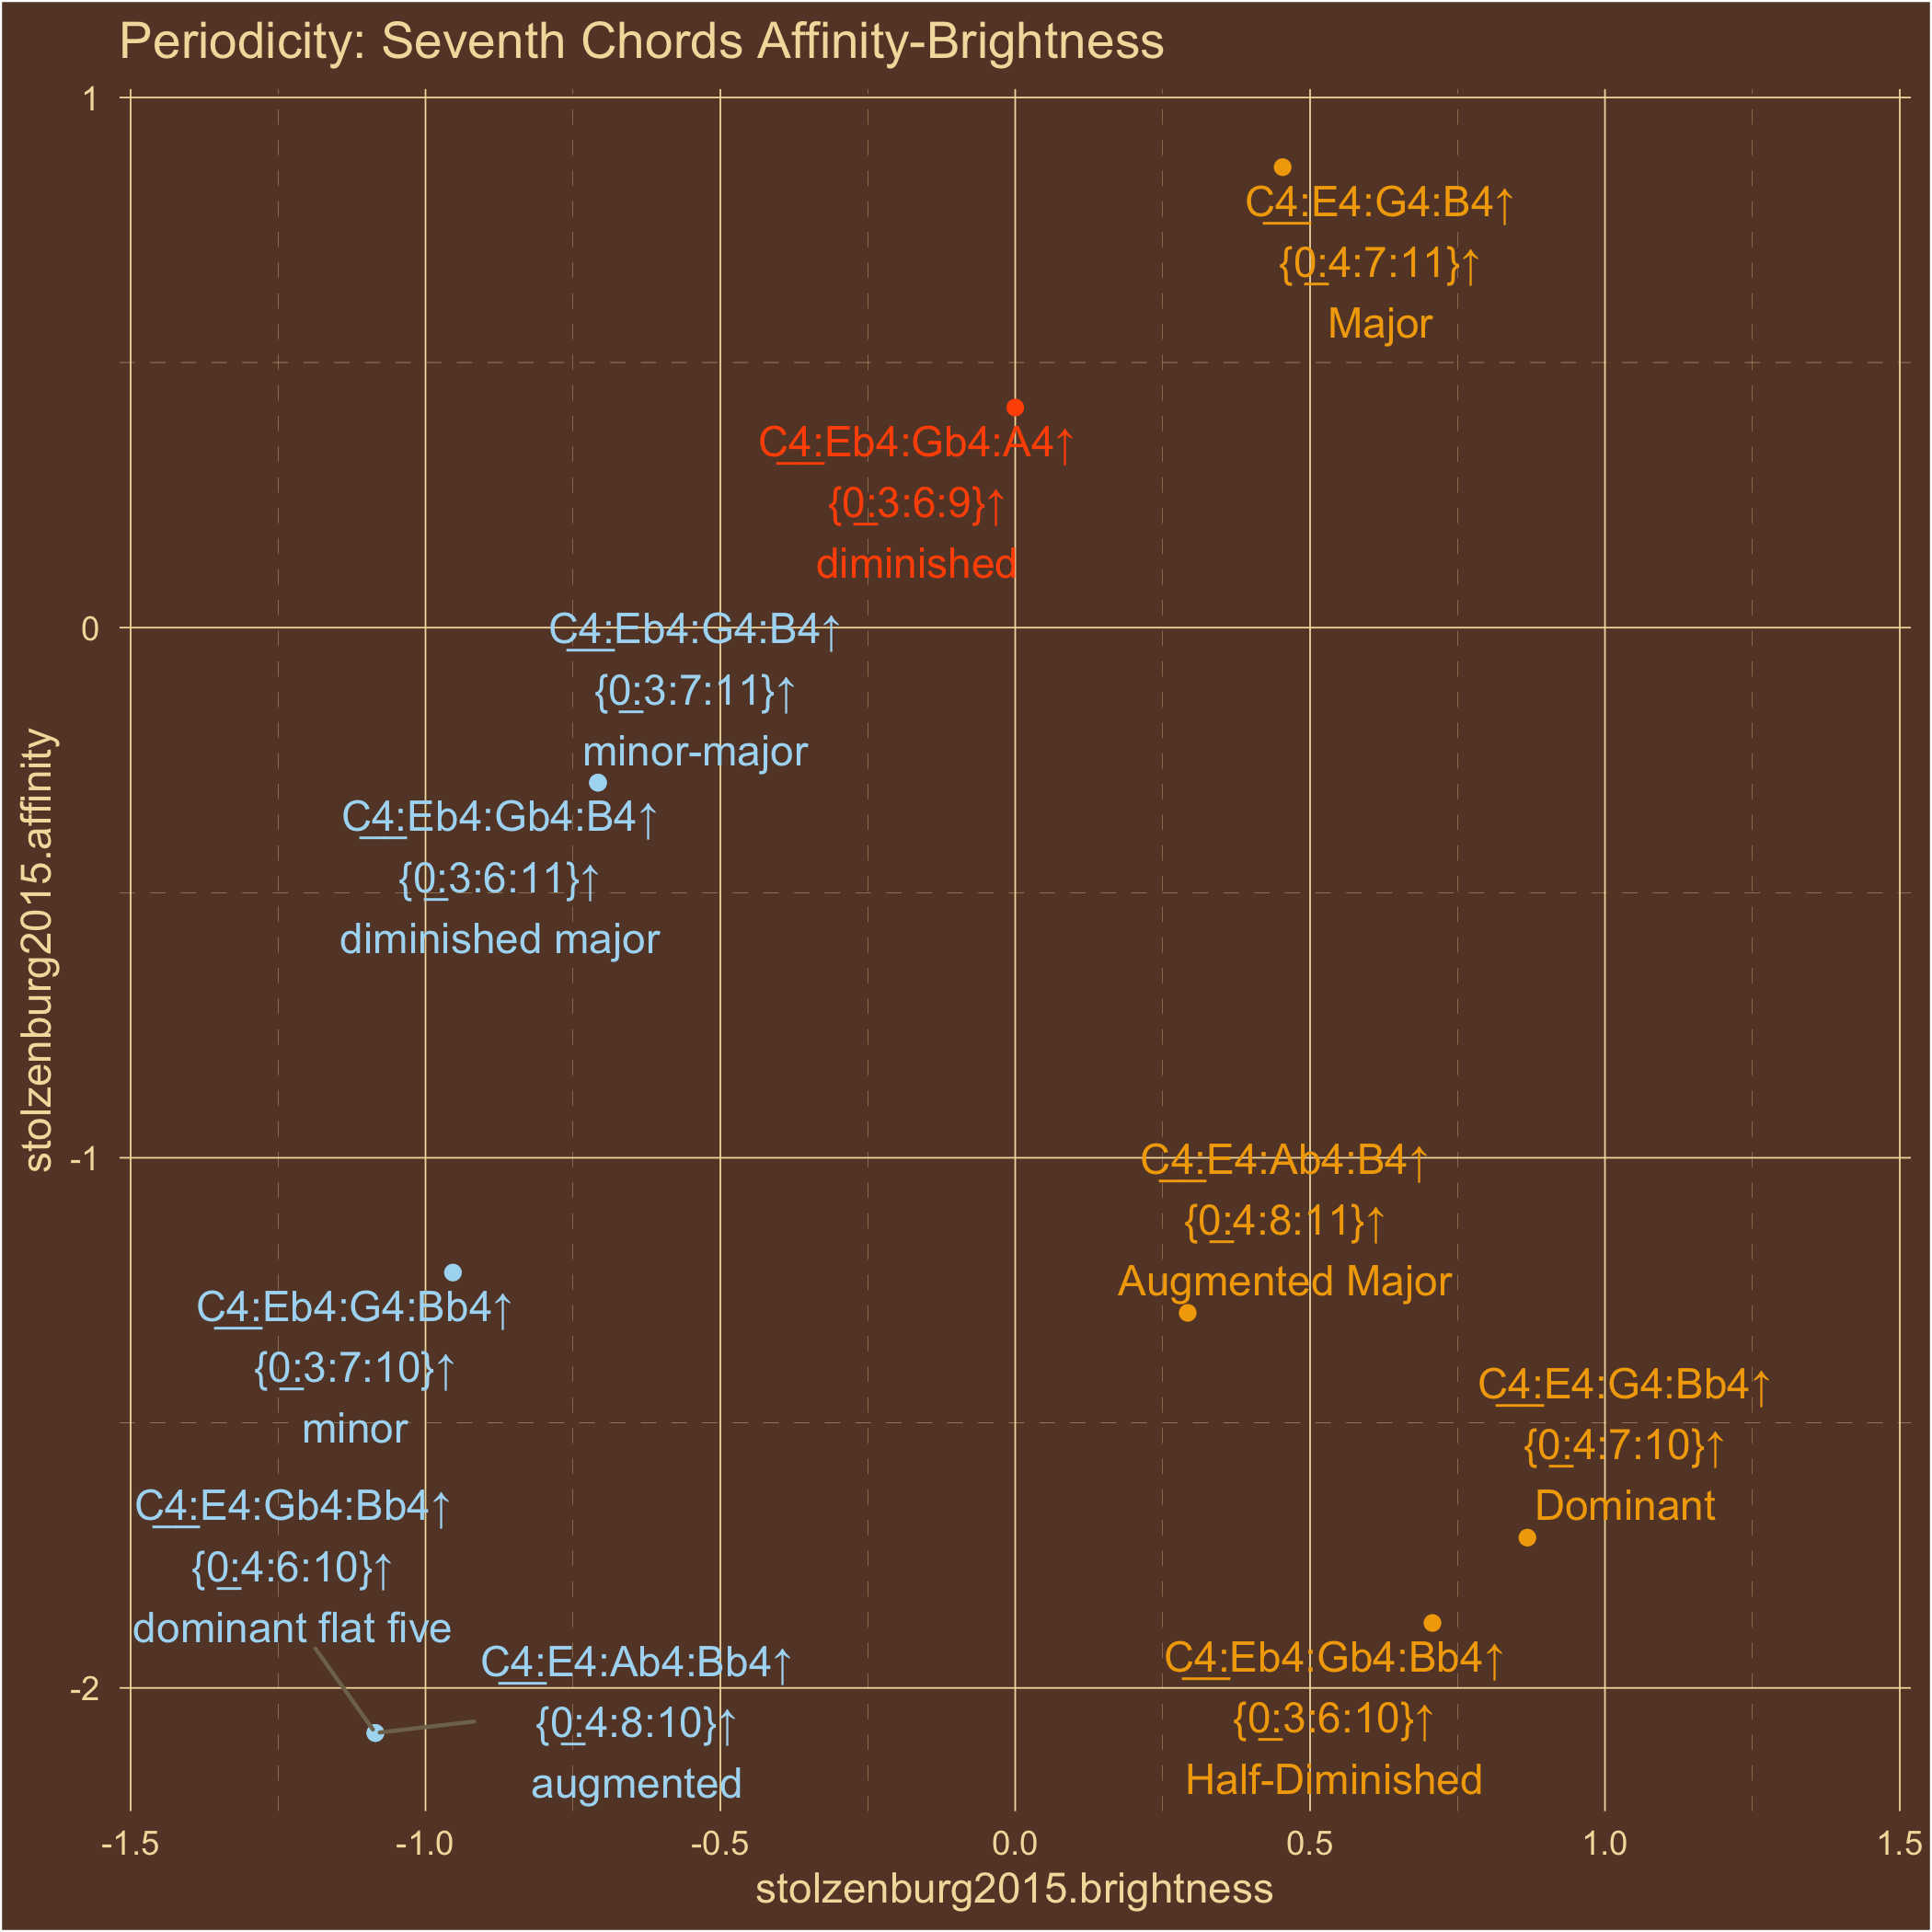 Periodicity: Seventh Chords Affinity-Brightness
stolzenburg2015.affinity
1
0
-1
-2
C4:E4:G4:B4↑
{0:4:7:11}↑
Major
C4:Eb4:Gb4:A4↑
{0:3:6:9}↑
diminished
C4:Eb4:G4:B4↑
{0:3:7:11}↑
minor-major
C4:Eb4:Gb4:B4↑
{0:3:6:11}↑
diminished major
C4:E4:Ab4:B4↑
{0:4:8:11}↑
Augmented Major
C4:Eb4:G4:Bb4↑
{0:3:7:10}↑
minor
C4:E4:G4:Bb4↑
{0:4:7:10}↑
Dominant
C4:E4:Gb4:Bb4↑
{0:4:6:10}↑
dominant flat five
C4:E4:Ab4:Bb4↑
{0:4:8:10}↑
augmented
C4:Eb4:Gb4:Bb4↑
{0:3:6:10}↑
Half-Diminished
-1.5 -1.0 -0.5 0.0 0.5 1.0 1.5
stolzenburg2015.brightness